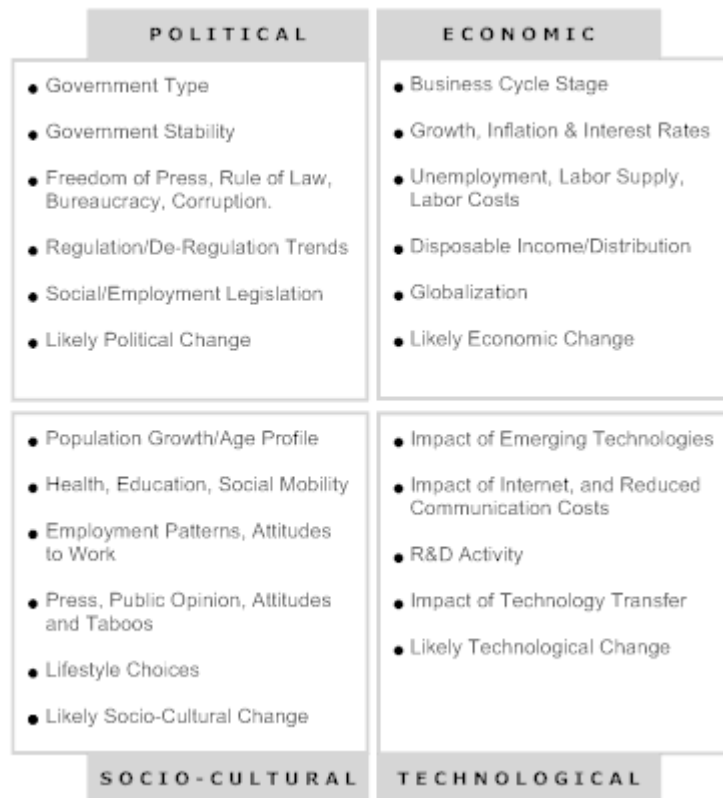 POLITICAL
● Government Type
● Government Stability
● Freedom of Press, Rule of Law,
Bureaucracy, Corruption.
● Regulation/De-Regulation Trends
● Social/Employment Legislation
● Likely Political Change
ECONOMIC
● Business Cycle Stage
● Growth, Inflation & Interest Rates
● Unemployment, Labor Supply,
Labor Costs
● Disposable Income/Distribution
● Globalization
● Likely Economic Change
● Population Growth/Age Profile
● Health, Education, Social Mobility
● Employment Patterns, Attitudes
to Work
● Press, Public Opinion, Attitudes
and Taboos
● Lifestyle Choices
● Likely Socio-Cultural Change
SOCIO-CULTURAL
● Impact of Emerging Technologies
● Impact of Internet, and Reduced
Communication Costs
● R&D Activity
● Impact of Technology Transfer
● Likely Technological Change
TECHNOLOGICAL